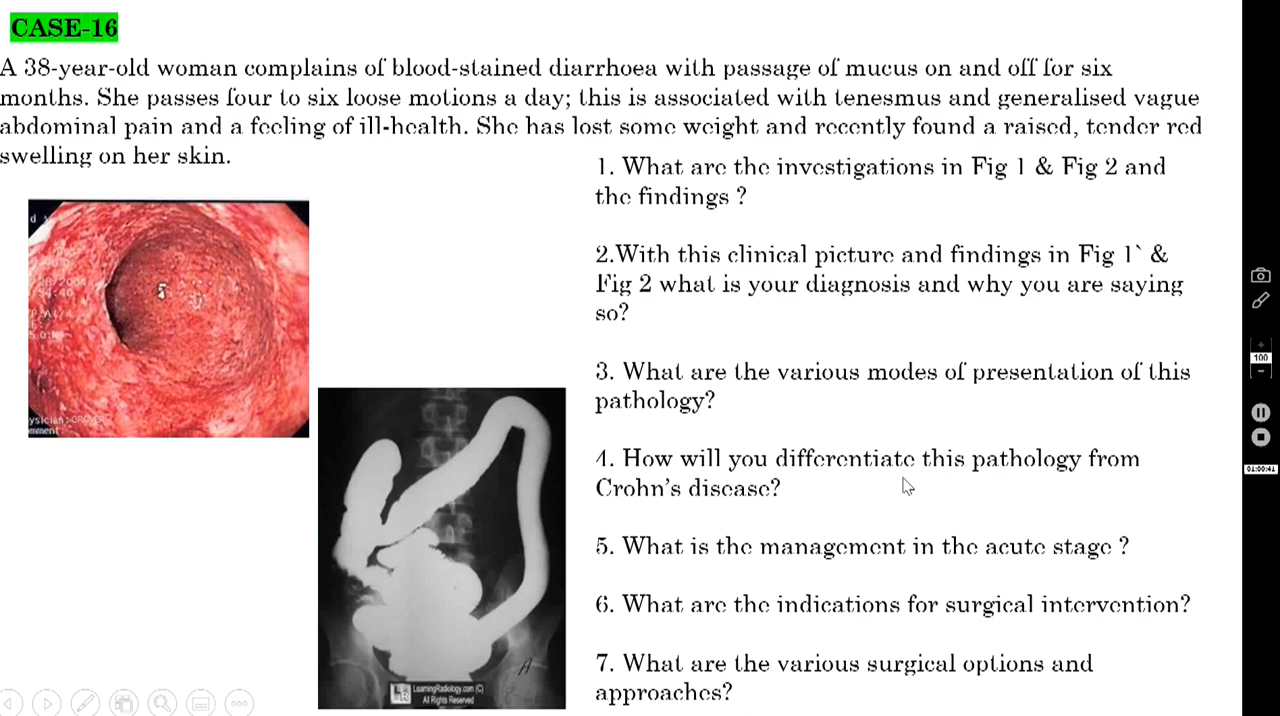 CASE-16
A 38-year-old woman complains of blood-stained diarrhoea with passage of mucus on and off for six
months. She passes four to six loose motions a day; this is associated with tenesmus and generalised vague
abdominal pain and a feeling of ill-health. She has lost some weight and recently found a raised, tender red
swelling on her skin.
1. What are the investigations in Fig 1 & Fig 2 and
the findings ?
2.With this clinical picture and findings in Fig 1` &
Fig 2 what is your diagnosis and why you are saying
so?
3. What are the various modes of presentation of this
pathology?
4. How will you differentiate this pathology from
Crohn's disease?
5. What is the management in the acute stage ?
6. What are the indications for surgical intervention?
7. What are the various surgical options and
approaches?
LearningRadiology.com (C)
All Rights Reserved
100
01:00:41